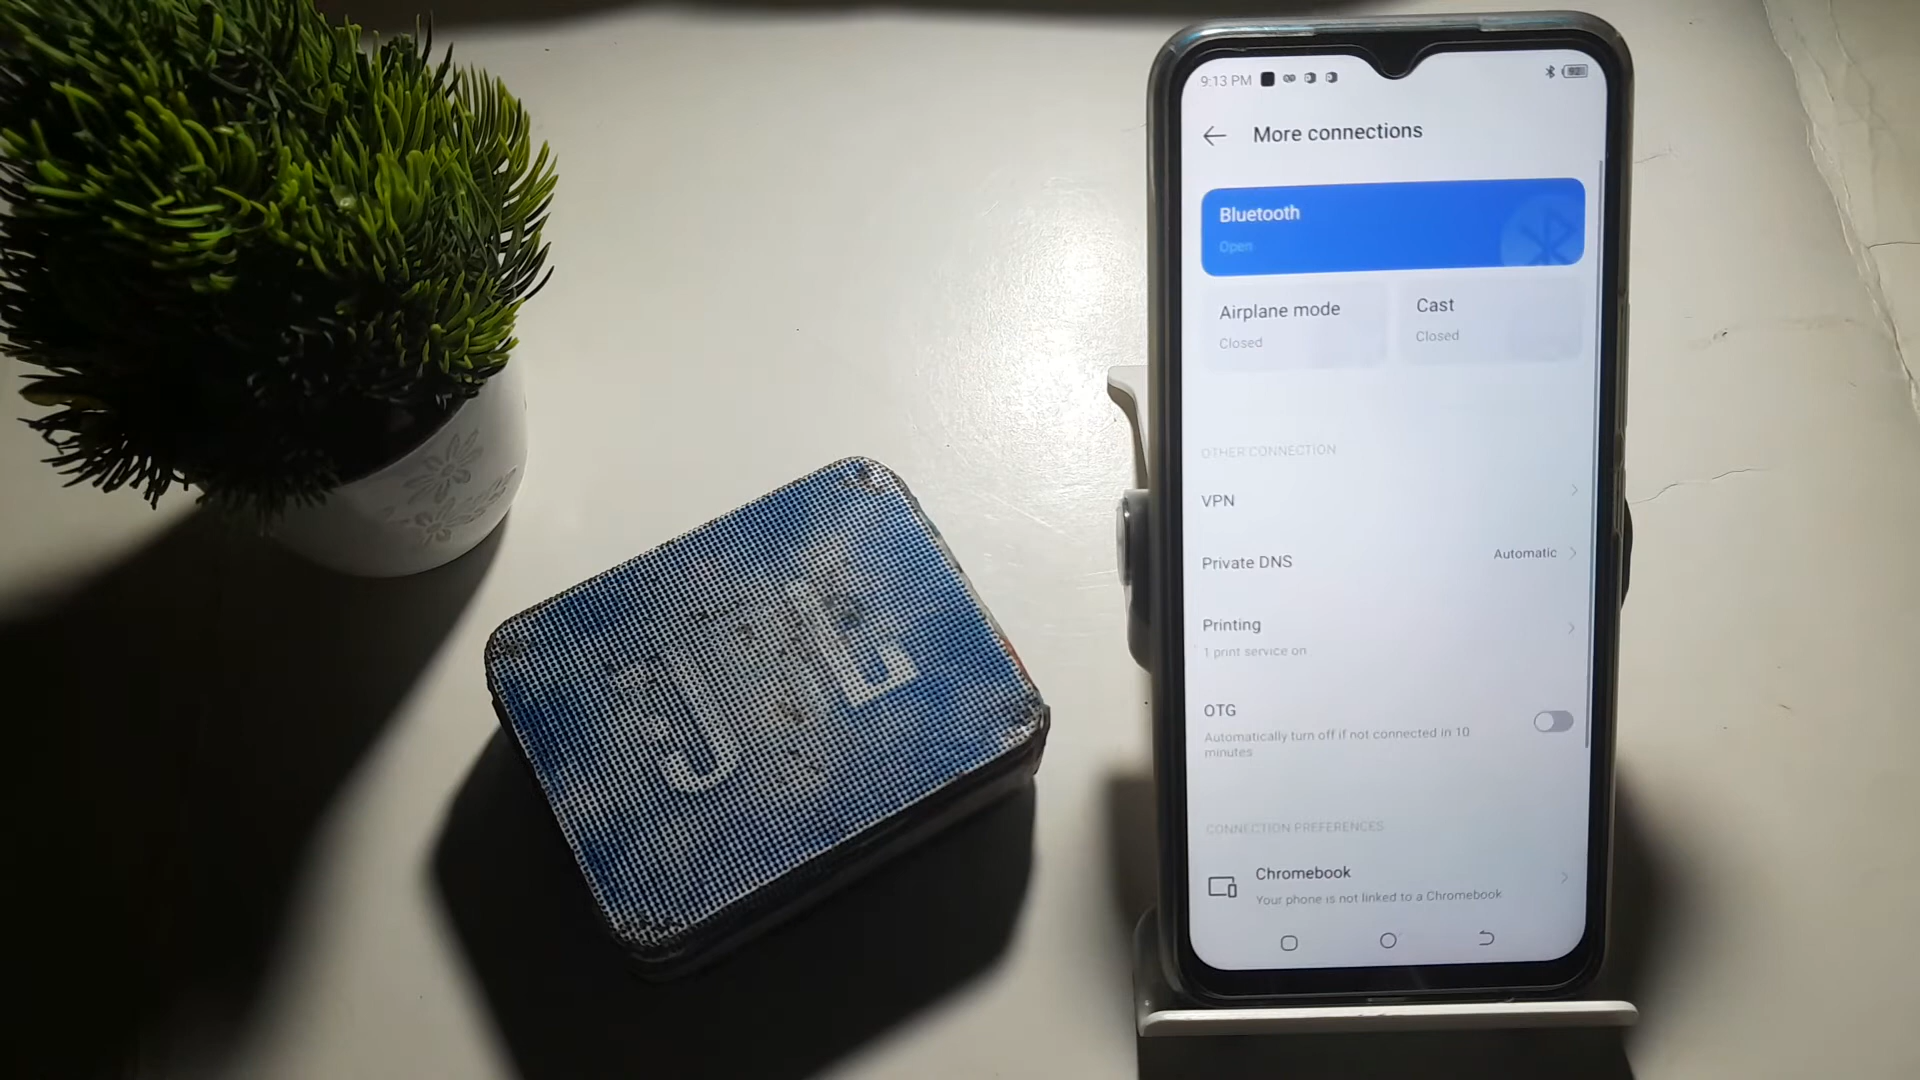 9:13 PM
92
More connections
Bluetooth
Open
Airplane mode
Closed
Cast
Closed
OTHER CONNECTION
VPN
Private DNS
Automatic
Printing
1 print service on
OTG
Automatically turn off if not connected in 10
minutes
CONNECTION PREFERENCES
Chromebook
Your phone is not linked to a Chromebook
JBL